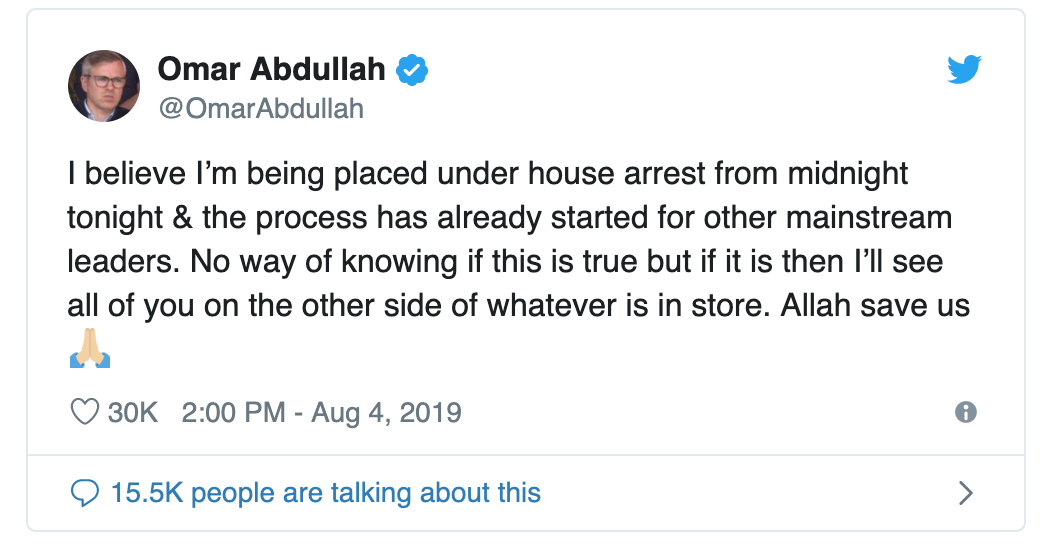 Omar Abdullah
@OmarAbdullah
I believe I’m being placed under house arrest from midnight
tonight & the process has already started for other mainstream
leaders. No way of knowing if this is true but if it is then I’ll see
all of you on the other side of whatever is in store. Allah save us
🙏🏼
30K 2:00 PM - Aug 4, 2019
15.5K people are talking about this